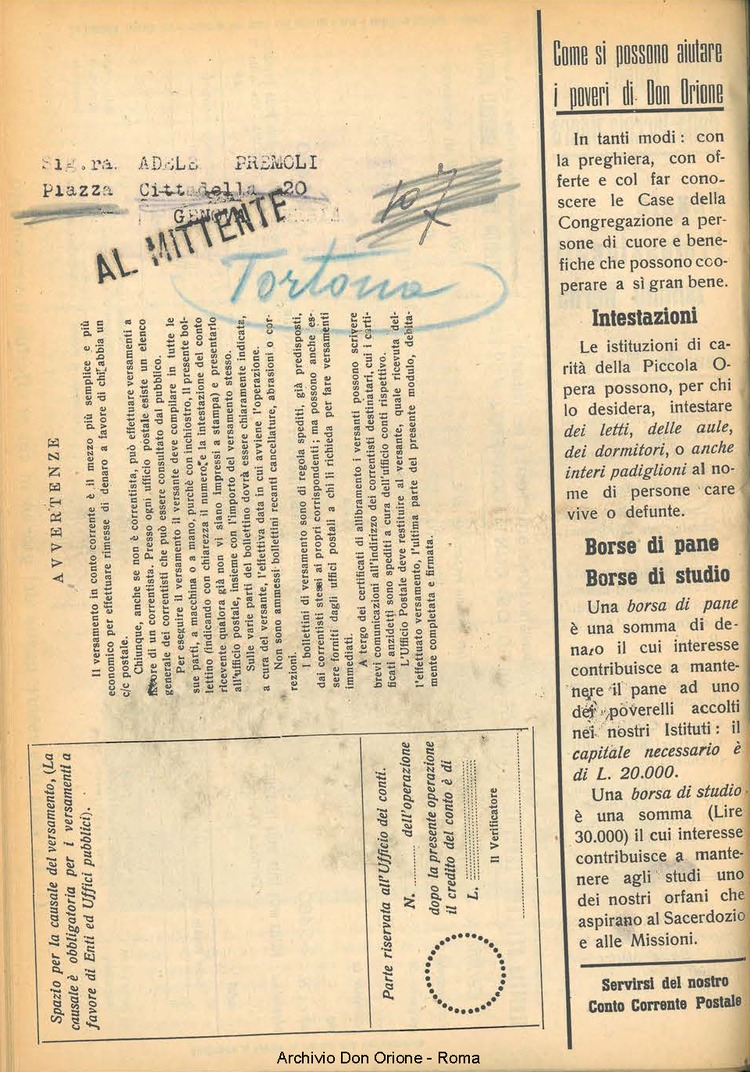 Sig.ra. ADELE PREMOLI
Piazza Cittadella 20
GENOVA
AL MITTENTE
107
Tortona
AVVERTENZE
Il versamento in conto corrente è il mezzo più semplice e più
economico per effettuare rimesse di denaro a favore di chi abbia un
c/c postale.
Chiunque, anche se non è correntista, può effettuare versamenti a
favore di un correntista. Presso ogni ufficio postale esiste un elenco
generale dei correntisti che può essere consultato dal pubblico.
Per eseguire il versamento il versante deve compilare in tutte le
sue parti, a macchina o a mano, purchè con inchiostro, il presente bol-
lettino (indicando con chiarezza il numero e la intestazione del conto
ricevente qualora già non vi siano impressi a stampa) e presentarlo
all'ufficio postale, insieme con l'importo del versamento stesso.
Sulle varie parti del bollettino dovrà essere chiaramente indicata,
a cura del versante, l'effettiva data in cui avviene l'operazione.
Non sono ammessi bollettini recanti cancellature, abrasioni o cor-
rezioni.
I bollettini di versamento sono di regola spediti, già predisposti,
dai correntisti stessi ai propri corrispondenti; ma possono anche es-
sere forniti dagli uffici postali a chi li richieda per fare versamenti
immediati.
A tergo dei certificati di allibramento i versanti possono scrivere
brevi comunicazioni all'indirizzo dei correntisti destinatari, cui i certi-
ficati anzidetti sono spediti a cura dell'ufficio conti rispettivo.
L'Ufficio Postale deve restituire al versante, quale ricevuta del-
l'effettuato versamento, l'ultima parte del presente modulo, debita-
mente completata e firmata.
Spazio per la causale del versamento, (La
causale è obbligatoria per i versamenti a
favore di Enti ed Uffici pubblici).
Parte riservata all'Ufficio dei conti.
N. dell'operazione
dopo la presente operazione
il credito del conto è di
L.
Il Verificatore
Come si possono aiutare
i poveri di Don Orione
In tanti modi: con
la preghiera, con of-
ferte e col far cono-
scere le Case della
Congregazione a per-
sone di cuore e bene-
fiche che possono coo-
perare a sì gran bene.
Intestazioni
Le istituzioni di ca-
rità della Piccola O-
pera possono, per chi
lo desidera, intestare
dei letti, delle aule,
dei dormitori, o anche
interi padiglioni al no-
me di persone care
vive o defunte.
Borse di pane
Borse di studio
Una borsa di pane
è una somma di de-
naro il cui interesse
contribuisce a mante-
nere il pane ad uno
dei poverelli accolti
nei nostri Istituti: il
capitale necessario è
di L. 20.000.
Una borsa di studio
è una somma (Lire
30.000) il cui interesse
contribuisce a mante-
nere agli studi uno
dei nostri orfani che
aspirano al Sacerdozio
e alle Missioni.
Servirsi del nostro
Conto Corrente Postale
Archivio Don Orione - Roma